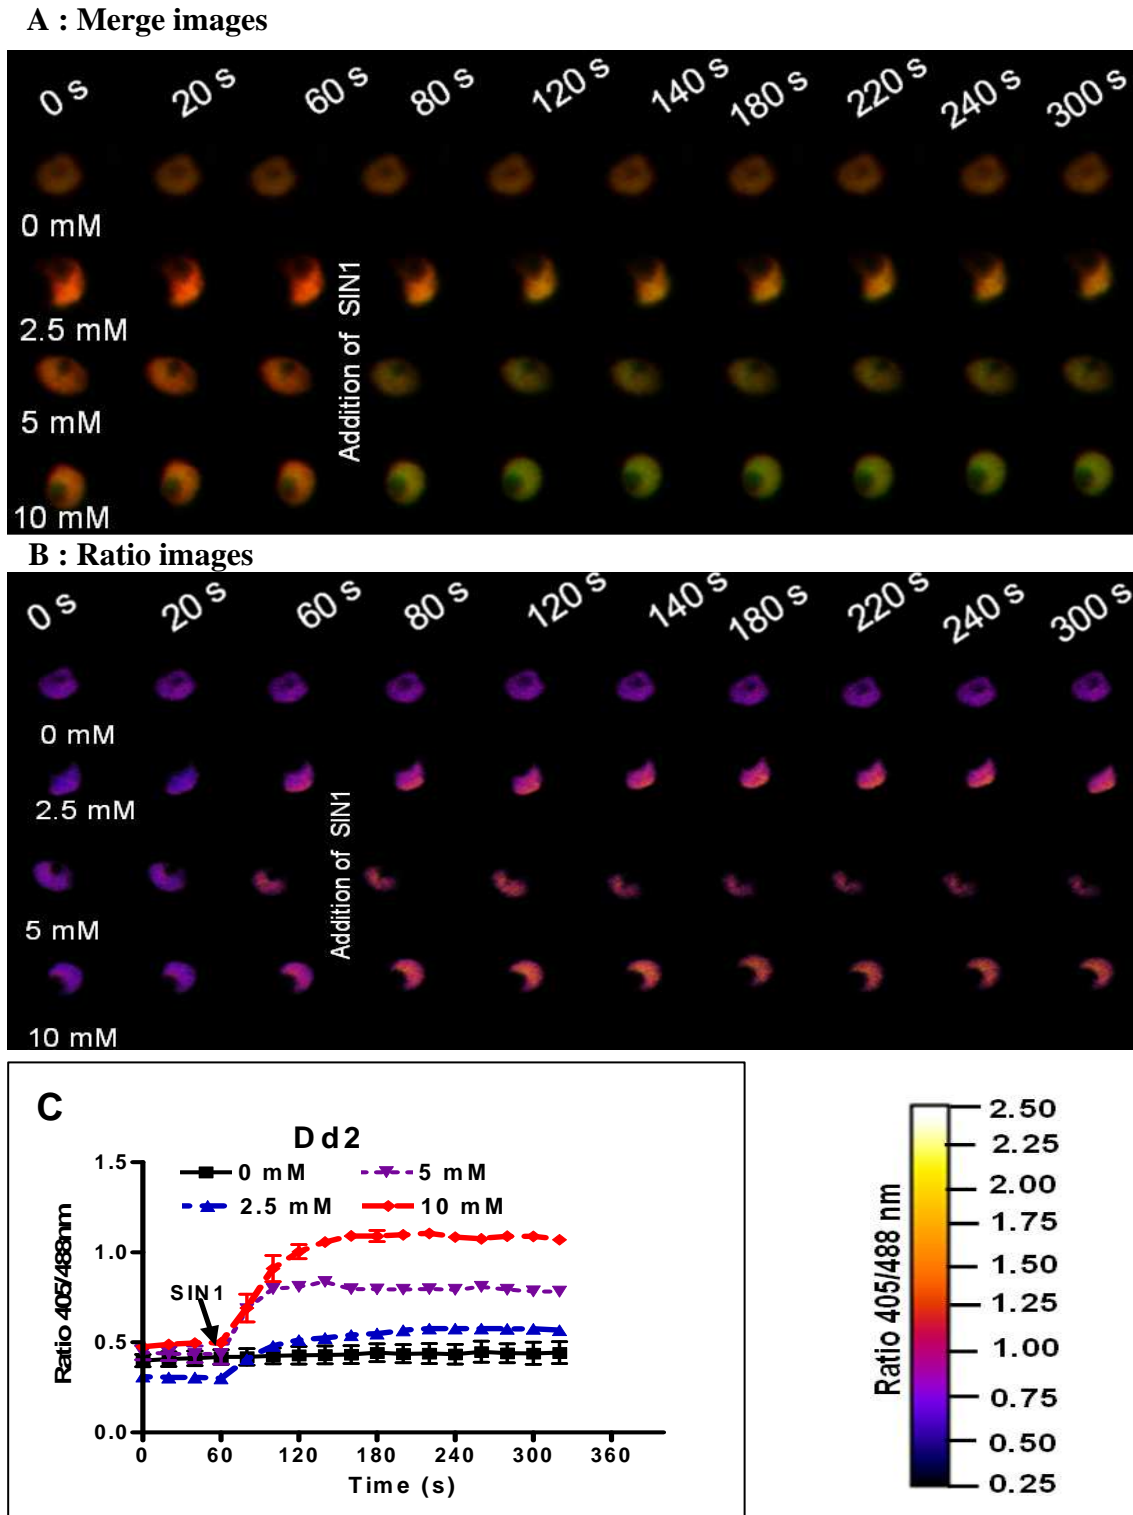 A : Merge images
0 s 20 s 60 s 80 s 120 s 140 s 180 s 220 s 240 s 300 s
0 mM
2.5 mM
5 mM
10 mM
Addition of SIN1
B : Ratio images
0 s 20 s 60 s 80 s 120 s 140 s 180 s 220 s 240 s 300 s
0 mM
2.5 mM
5 mM
10 mM
Addition of SIN1
C
Dd2
0 mM 5 mM
2.5 mM 10 mM
Ratio 405/488nm
1.5
1.0
0.5
0.0
SIN1
0 60 120 180 240 300 360
Time (s)
Ratio 405/488 nm
2.50
2.25
2.00
1.75
1.50
1.25
1.00
0.75
0.50
0.25